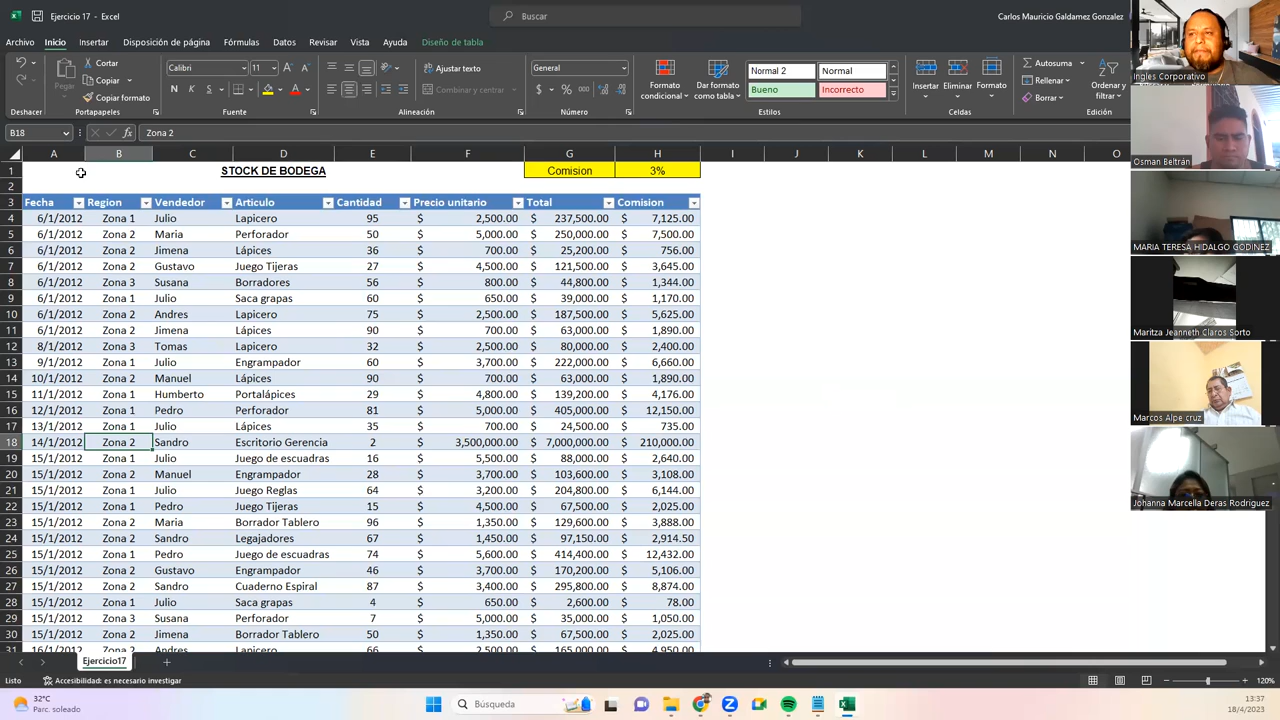 Ejercicio 17 - Excel
Buscar
Carlos Mauricio Galdamez Gonzalez
Archivo Inicio Insertar Disposición de página Fórmulas Datos Revisar Vista Ayuda Diseño de tabla
Pegar
Cortar
Copiar
Copiar formato
Calibri 11
N K S
Ajustar texto
Combinar y centrar
General
$ % 000
Formato condicional
Dar formato como tabla
Normal 2 Normal
Bueno Incorrecto
Insertar Eliminar Formato
Autosuma
Rellenar
Borrar
Ordenar y
Deshacer Portapapeles Fuente Alineación Número Estilos Celdas Edición
B18 fx Zona 2
A B C D E F G H I J K L M N O
1 STOCK DE BODEGA Comision 3%
2
3 Fecha Region Vendedor Articulo Cantidad Precio unitario Total Comision
4 6/1/2012 Zona 1 Julio Lapicero 95 $ 2,500.00 $ 237,500.00 $ 7,125.00
5 6/1/2012 Zona 2 Maria Perforador 50 $ 5,000.00 $ 250,000.00 $ 7,500.00
6 6/1/2012 Zona 2 Jimena Lápices 36 $ 700.00 $ 25,200.00 $ 756.00
7 6/1/2012 Zona 2 Gustavo Juego Tijeras 27 $ 4,500.00 $ 121,500.00 $ 3,645.00
8 6/1/2012 Zona 3 Susana Borradores 56 $ 800.00 $ 44,800.00 $ 1,344.00
9 6/1/2012 Zona 1 Julio Saca grapas 60 $ 650.00 $ 39,000.00 $ 1,170.00
10 6/1/2012 Zona 2 Andres Lapicero 75 $ 2,500.00 $ 187,500.00 $ 5,625.00
11 6/1/2012 Zona 2 Jimena Lápices 90 $ 700.00 $ 63,000.00 $ 1,890.00
12 8/1/2012 Zona 3 Tomas Lapicero 32 $ 2,500.00 $ 80,000.00 $ 2,400.00
13 9/1/2012 Zona 1 Julio Engrampador 60 $ 3,700.00 $ 222,000.00 $ 6,660.00
14 10/1/2012 Zona 2 Manuel Lápices 90 $ 700.00 $ 63,000.00 $ 1,890.00
15 11/1/2012 Zona 1 Humberto Portalápices 29 $ 4,800.00 $ 139,200.00 $ 4,176.00
16 12/1/2012 Zona 1 Pedro Perforador 81 $ 5,000.00 $ 405,000.00 $ 12,150.00
17 13/1/2012 Zona 1 Julio Lápices 35 $ 700.00 $ 24,500.00 $ 735.00
18 14/1/2012 Zona 2 Sandro Escritorio Gerencia 2 $ 3,500,000.00 $ 7,000,000.00 $ 210,000.00
19 15/1/2012 Zona 1 Julio Juego de escuadras 16 $ 5,500.00 $ 88,000.00 $ 2,640.00
20 15/1/2012 Zona 2 Manuel Engrampador 28 $ 3,700.00 $ 103,600.00 $ 3,108.00
21 15/1/2012 Zona 1 Julio Juego Reglas 64 $ 3,200.00 $ 204,800.00 $ 6,144.00
22 15/1/2012 Zona 1 Pedro Juego Tijeras 15 $ 4,500.00 $ 67,500.00 $ 2,025.00
23 15/1/2012 Zona 2 Maria Borrador Tablero 96 $ 1,350.00 $ 129,600.00 $ 3,888.00
24 15/1/2012 Zona 2 Sandro Legajadores 67 $ 1,450.00 $ 97,150.00 $ 2,914.50
25 15/1/2012 Zona 1 Pedro Juego de escuadras 74 $ 5,600.00 $ 414,400.00 $ 12,432.00
26 15/1/2012 Zona 2 Gustavo Engrampador 46 $ 3,700.00 $ 170,200.00 $ 5,106.00
27 15/1/2012 Zona 2 Sandro Cuaderno Espiral 87 $ 3,400.00 $ 295,800.00 $ 8,874.00
28 15/1/2012 Zona 1 Julio Saca grapas 4 $ 650.00 $ 2,600.00 $ 78.00
29 15/1/2012 Zona 3 Susana Perforador 7 $ 5,000.00 $ 35,000.00 $ 1,050.00
30 15/1/2012 Zona 2 Jimena Borrador Tablero 50 $ 1,350.00 $ 67,500.00 $ 2,025.00
31 16/1/2012 Zona 2 Andres Lapicero 66 $ 2,500.00 $ 165,000.00 $ 4,950.00
Ejercicio17
Listo
Accesibilidad: es necesario investigar
120%
32°C
Parc. soleado
Búsqueda
13:37
18/4/2023
Ingles Corporativo
Osman Beltrán
MARIA TERESA HIDALGO GODINEZ
Maritza Jeanneth Claros Sorto
Marcos Alpe cruz
Johanna Marcella Deras Rodríguez